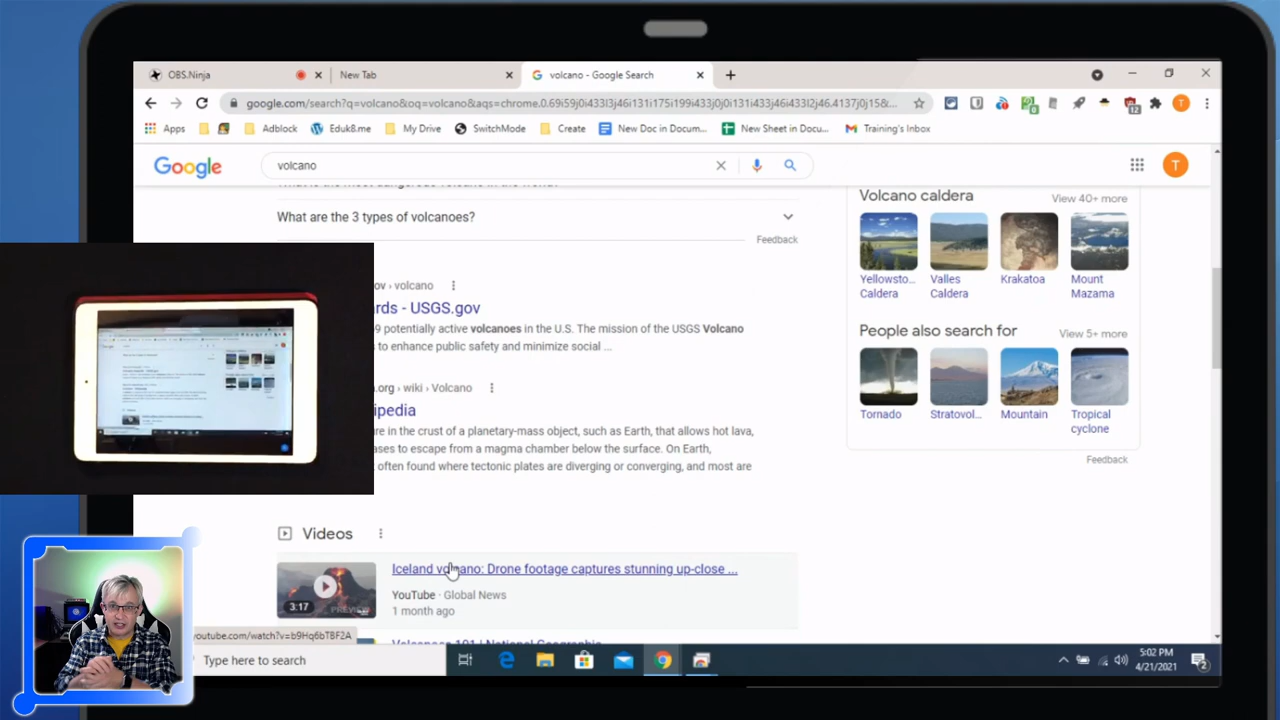 OBS.Ninja
New Tab
G volcano - Google Search
google.com/search?q=volcano&oq=volcano&aqs=chrome.0.69i59j0i433l3j46i131i175i199i433j0j0i131i433j46i433l2j46.4137j0j15&...
Apps
Adblock
Eduk8.me
My Drive
SwitchMode
Create
New Doc in Docum...
New Sheet in Docu...
Training's Inbox
Google
volcano
T
What are the 3 types of volcanoes?
Feedback
ov › volcano
rds - USGS.gov
9 potentially active volcanoes in the U.S. The mission of the USGS Volcano
s to enhance public safety and minimize social ...
.org › wiki › Volcano
ipedia
re in the crust of a planetary-mass object, such as Earth, that allows hot lava,
ases to escape from a magma chamber below the surface. On Earth,
often found where tectonic plates are diverging or converging, and most are
Videos
Iceland volcano: Drone footage captures stunning up-close ...
3:17
PREVIEW
YouTube · Global News
1 month ago
Volcanoes 101 | National Geographic
youtube.com/watch?v=b9Hq6bTBF2A
Volcano caldera
View 40+ more
Yellowsto... Caldera
Valles Caldera
Krakatoa
Mount Mazama
People also search for
View 5+ more
Tornado
Stratovol...
Mountain
Tropical cyclone
Feedback
Type here to search
5:02 PM
4/21/2021
2